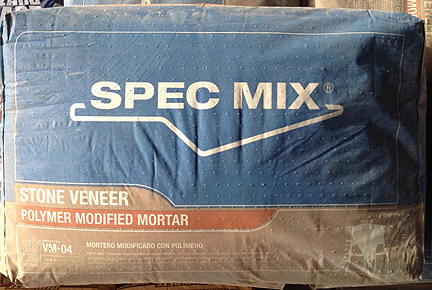 SPEC MIX®
STONE VENEER
POLYMER MODIFIED MORTAR
VM-04
MORTERO MODIFICADO CON POLÍMERO